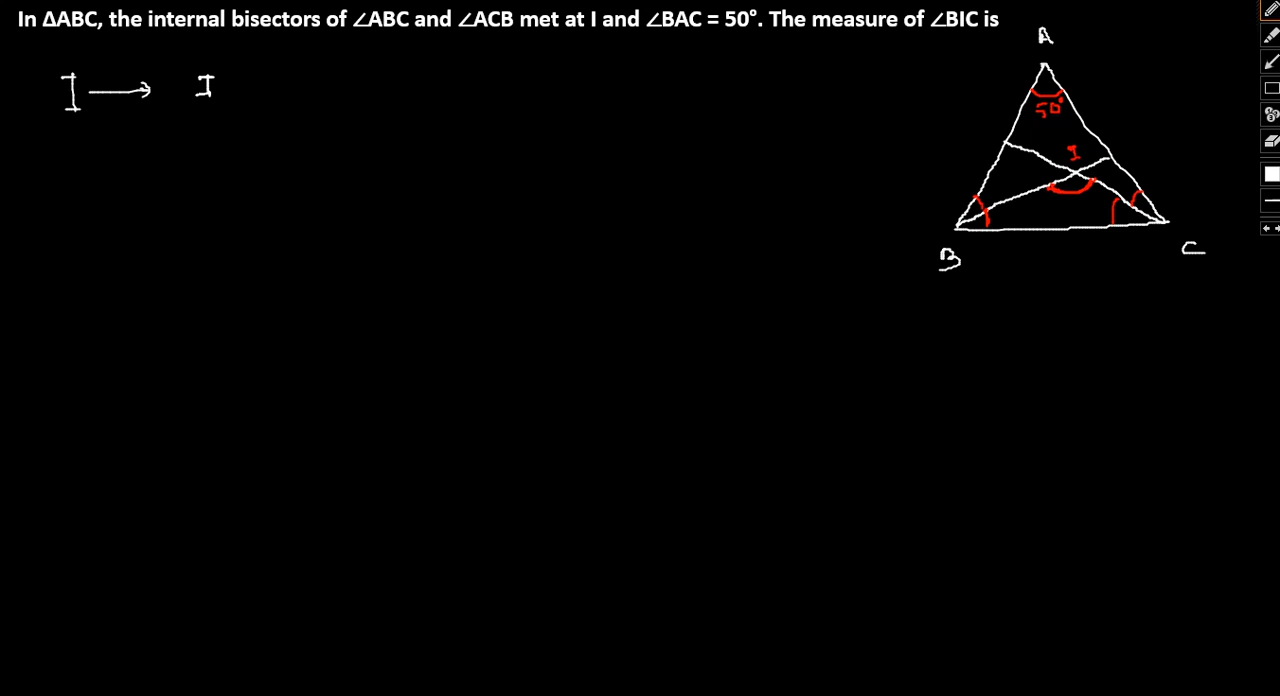 In ΔABC, the internal bisectors of ∠ABC and ∠ACB met at I and ∠BAC = 50°. The measure of ∠BIC is
A
I → I
50°
I
B
C